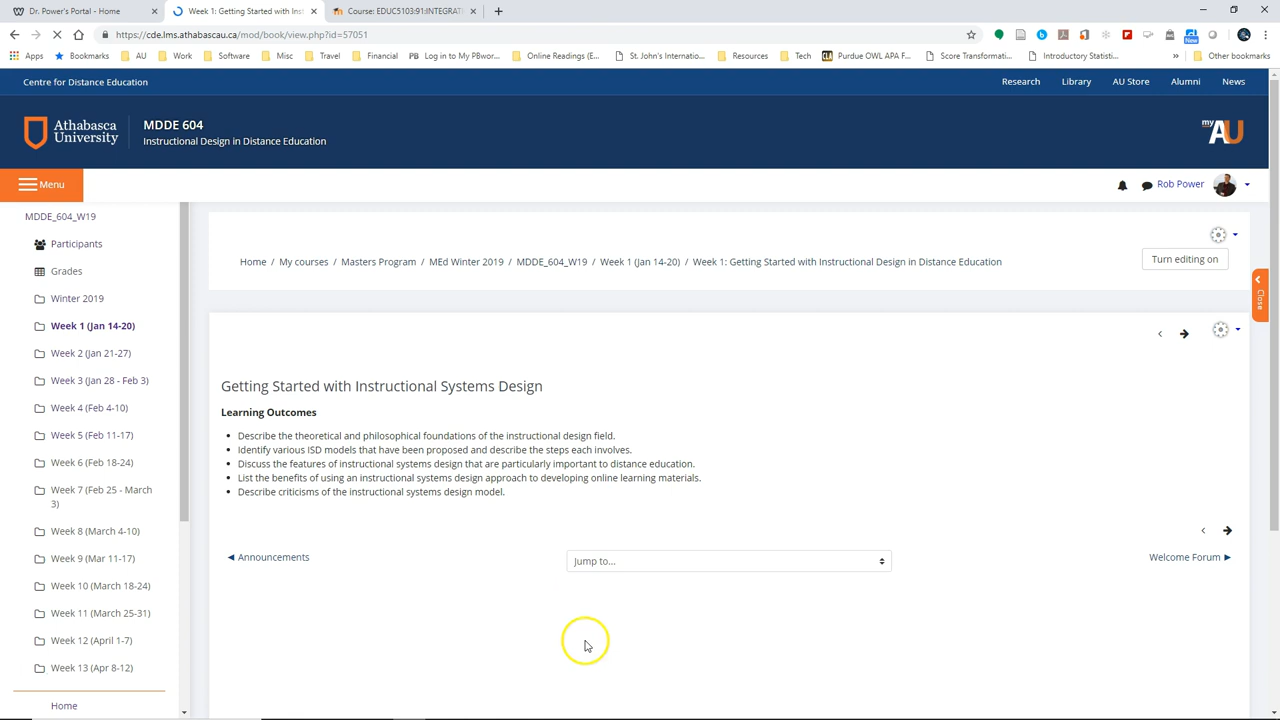 Dr. Power's Portal - Home
Week 1: Getting Started with Inst
Course: EDUC5103:91:INTEGRATI
https://cde.lms.athabascau.ca/mod/book/view.php?id=57051
Apps
Bookmarks
AU
Work
Software
Misc
Travel
Financial
PB Log in to My PBwor...
Online Readings (E...
St. John's Internatio...
Resources
Tech
Purdue OWL APA F...
Score Transformati...
Introductory Statisti...
»
Other bookmarks
New
Centre for Distance Education
Research
Library
AU Store
Alumni
News
Athabasca University
MDDE 604
Instructional Design in Distance Education
my AU
Menu
Rob Power
MDDE_604_W19
Participants
Grades
Winter 2019
Week 1 (Jan 14-20)
Week 2 (Jan 21-27)
Week 3 (Jan 28 - Feb 3)
Week 4 (Feb 4-10)
Week 5 (Feb 11-17)
Week 6 (Feb 18-24)
Week 7 (Feb 25 - March
3)
Week 8 (March 4-10)
Week 9 (Mar 11-17)
Week 10 (March 18-24)
Week 11 (March 25-31)
Week 12 (April 1-7)
Week 13 (Apr 8-12)
Home
Home / My courses / Masters Program / MEd Winter 2019 / MDDE_604_W19 / Week 1 (Jan 14-20) / Week 1: Getting Started with Instructional Design in Distance Education
Turn editing on
Close
Getting Started with Instructional Systems Design
Learning Outcomes
• Describe the theoretical and philosophical foundations of the instructional design field.
• Identify various ISD models that have been proposed and describe the steps each involves.
• Discuss the features of instructional systems design that are particularly important to distance education.
• List the benefits of using an instructional systems design approach to developing online learning materials.
• Describe criticisms of the instructional systems design model.
◀ Announcements
Jump to...
Welcome Forum ▶